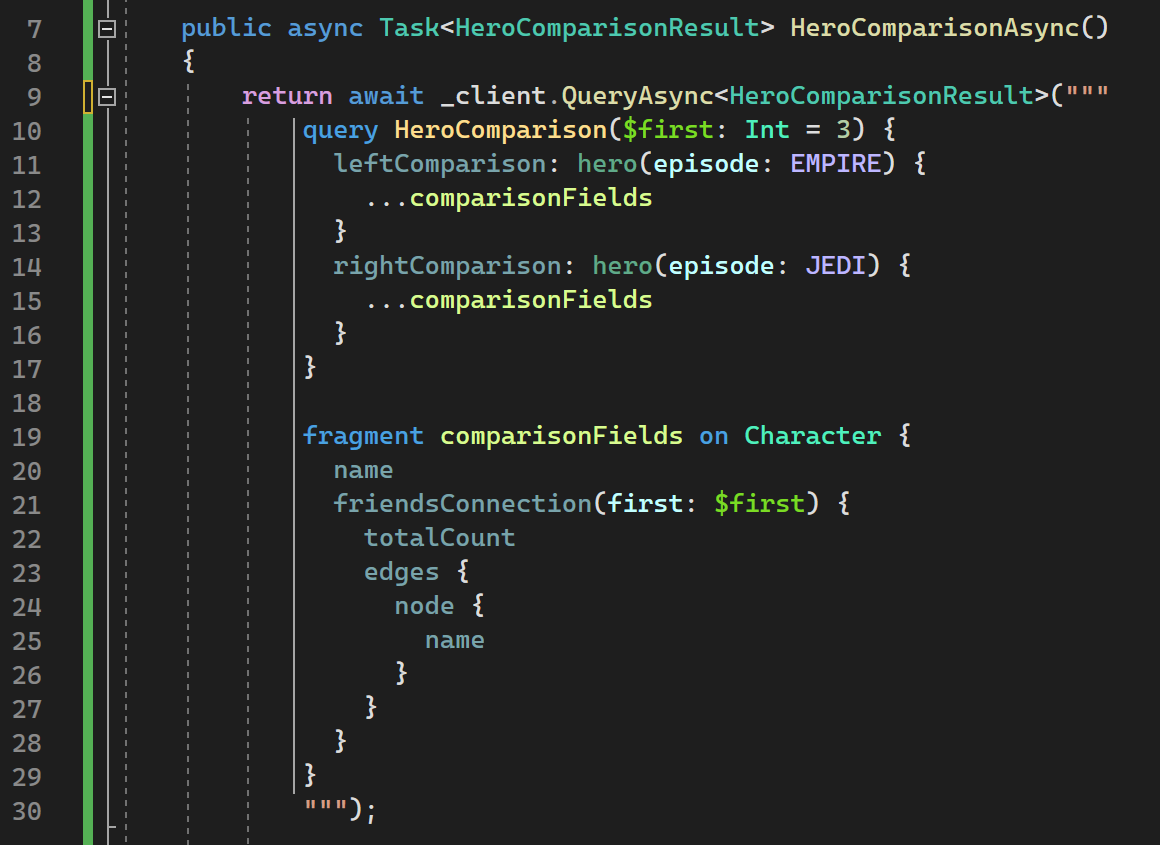 7 public async Task<HeroComparisonResult> HeroComparisonAsync()
8 {
9 return await _client.QueryAsync<HeroComparisonResult>("""
10 query HeroComparison($first: Int = 3) {
11 leftComparison: hero(episode: EMPIRE) {
12 ...comparisonFields
13 }
14 rightComparison: hero(episode: JEDI) {
15 ...comparisonFields
16 }
17 }
18
19 fragment comparisonFields on Character {
20 name
21 friendsConnection(first: $first) {
22 totalCount
23 edges {
24 node {
25 name
26 }
27 }
28 }
29 }
30 """);